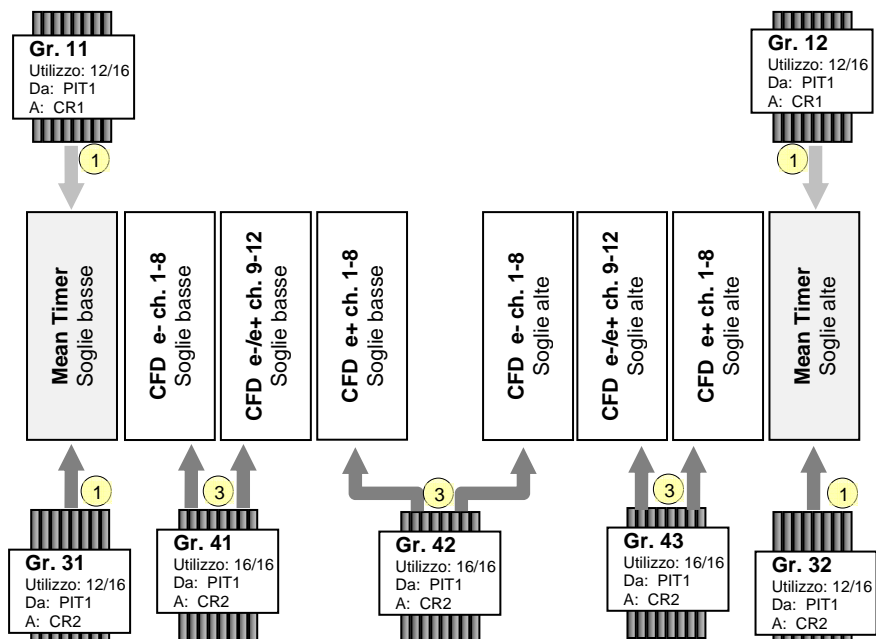 Gr. 11
Utilizzo: 12/16
Da: PIT1
A: CR1
Gr. 12
Utilizzo: 12/16
Da: PIT1
A: CR1
1
1
Mean Timer
Soglie basse
CFD e- ch. 1-8
Soglie basse
CFD e-/e+ ch. 9-12
Soglie basse
CFD e+ ch. 1-8
Soglie basse
CFD e- ch. 1-8
Soglie alte
CFD e-/e+ ch. 9-12
Soglie alte
CFD e+ ch. 1-8
Soglie alte
Mean Timer
Soglie alte
1
3
3
3
1
Gr. 31
Utilizzo: 12/16
Da: PIT1
A: CR2
Gr. 41
Utilizzo: 16/16
Da: PIT1
A: CR2
Gr. 42
Utilizzo: 16/16
Da: PIT1
A: CR2
Gr. 43
Utilizzo: 16/16
Da: PIT1
A: CR2
Gr. 32
Utilizzo: 12/16
Da: PIT1
A: CR2